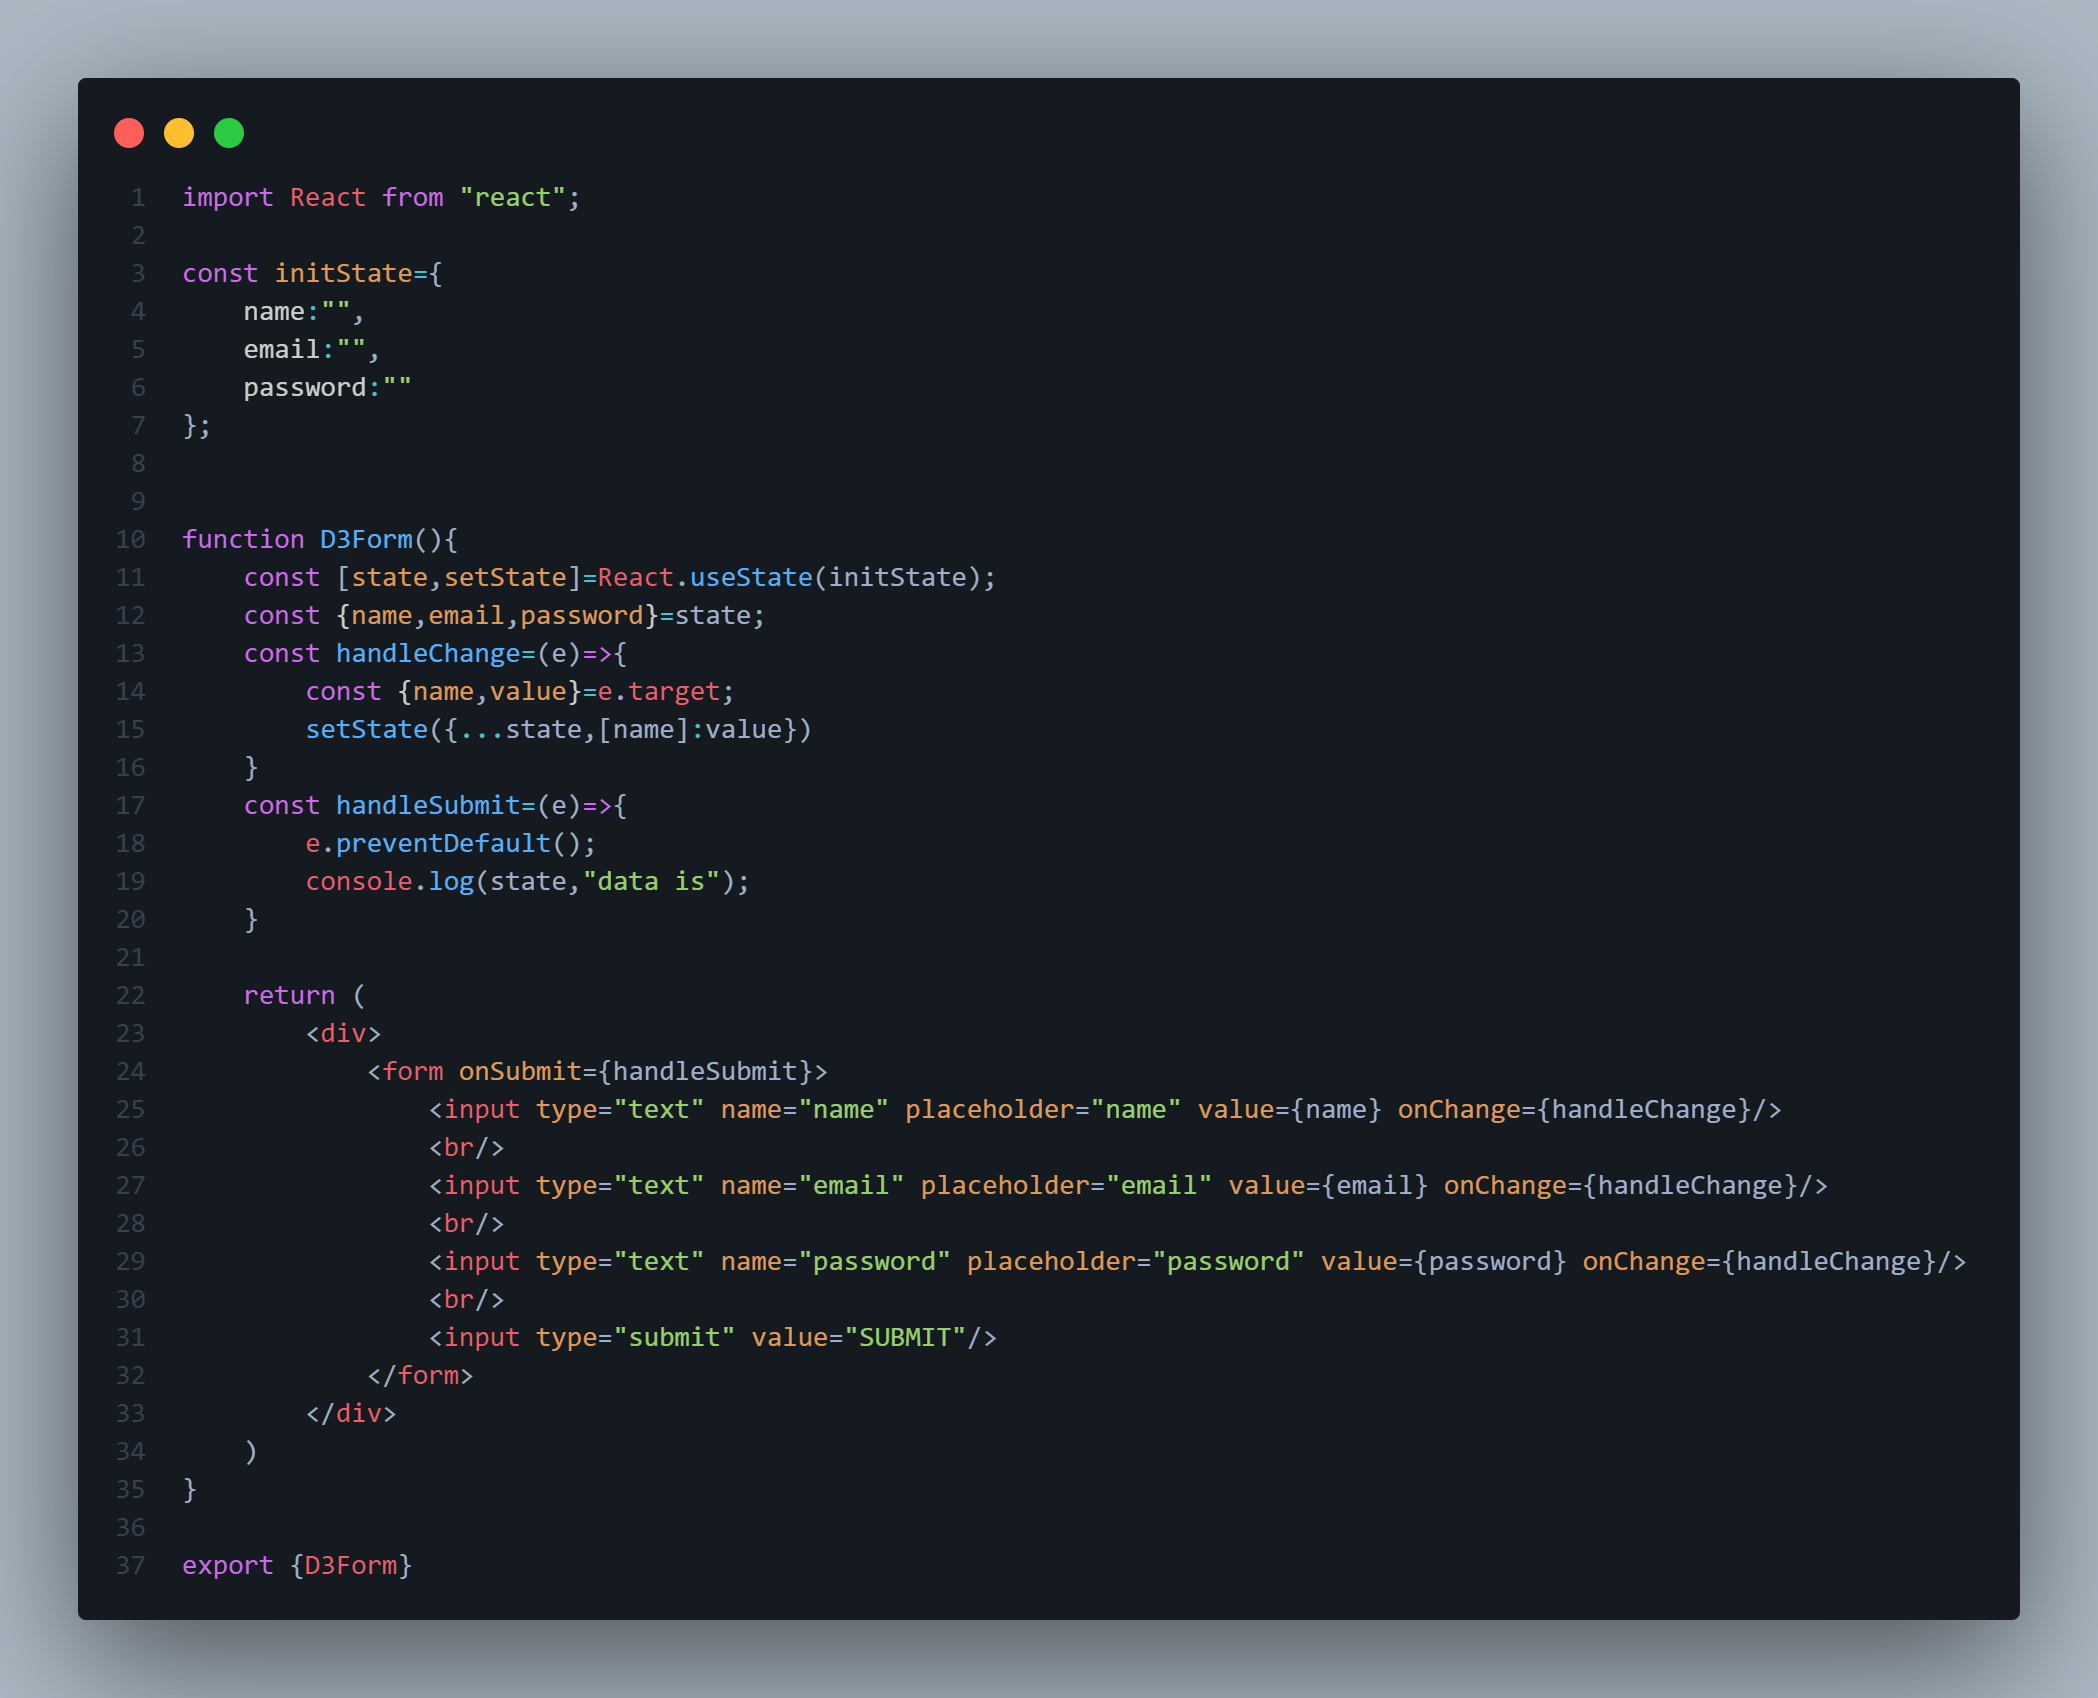 1 import React from "react";
2
3 const initState={
4     name:"",
5     email:"",
6     password:""
7 };
8
9
10 function D3Form(){
11     const [state,setState]=React.useState(initState);
12     const {name,email,password}=state;
13     const handleChange=(e)=>{
14         const {name,value}=e.target;
15         setState({...state,[name]:value})
16     }
17     const handleSubmit=(e)=>{
18         e.preventDefault();
19         console.log(state,"data is");
20     }
21
22     return (
23         <div>
24             <form onSubmit={handleSubmit}>
25                 <input type="text" name="name" placeholder="name" value={name} onChange={handleChange}/>
26                 <br/>
27                 <input type="text" name="email" placeholder="email" value={email} onChange={handleChange}/>
28                 <br/>
29                 <input type="text" name="password" placeholder="password" value={password} onChange={handleChange}/>
30                 <br/>
31                 <input type="submit" value="SUBMIT"/>
32             </form>
33         </div>
34     )
35 }
36
37 export {D3Form}